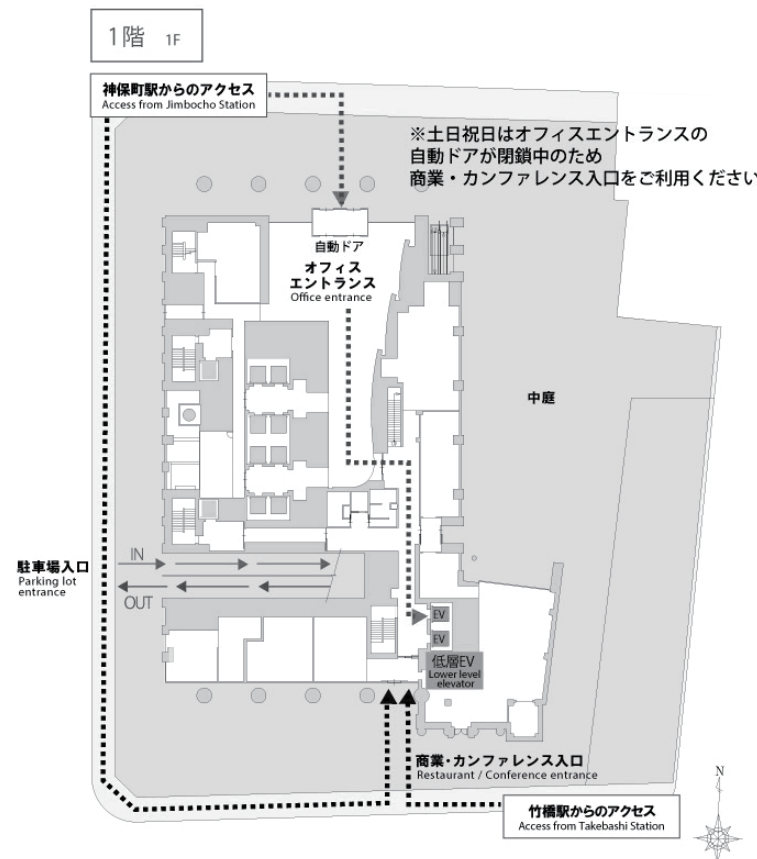 1階 1F
神保町駅からのアクセス
Access from Jimbocho Station
※土日祝日はオフィスエントランスの
自動ドアが閉鎖中のため
商業・カンファレンス入口をご利用ください
自動ドア
オフィス
エントランス
Office entrance
中庭
駐車場入口
Parking lot
entrance
IN
OUT
EV
EV
低層EV
Lower level
elevator
商業・カンファレンス入口
Restaurant / Conference entrance
竹橋駅からのアクセス
Access from Takebashi Station
N